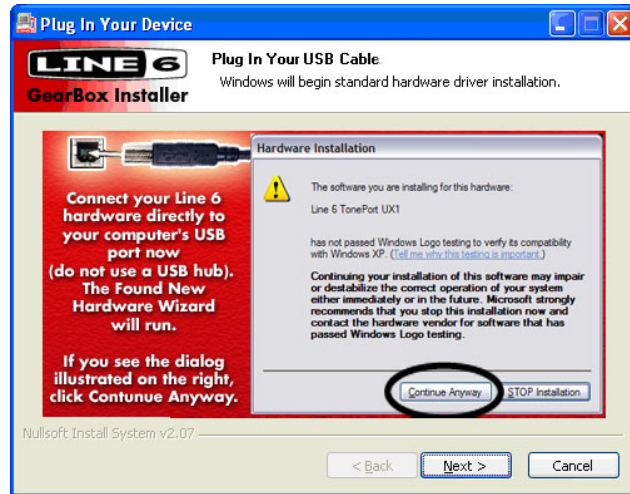 Plug In Your Device
LINE 6
GearBox Installer
Plug In Your USB Cable
Windows will begin standard hardware driver installation.
Connect your Line 6
hardware directly to
your computer's USB
port now
(do not use a USB hub).
The Found New
Hardware Wizard
will run.
If you see the dialog
illustrated on the right,
click Contunue Anyway.
Hardware Installation
The software you are installing for this hardware:
Line 6 TonePort UX1
has not passed Windows Logo testing to verify its compatibility
with Windows XP. (Tell me why this testing is important.)
Continuing your installation of this software may impair
or destabilize the correct operation of your system
either immediately or in the future. Microsoft strongly
recommends that you stop this installation now and
contact the hardware vendor for software that has
passed Windows Logo testing.
Continue Anyway
STOP Installation
Nullsoft Install System v2.07
< Back
Next >
Cancel